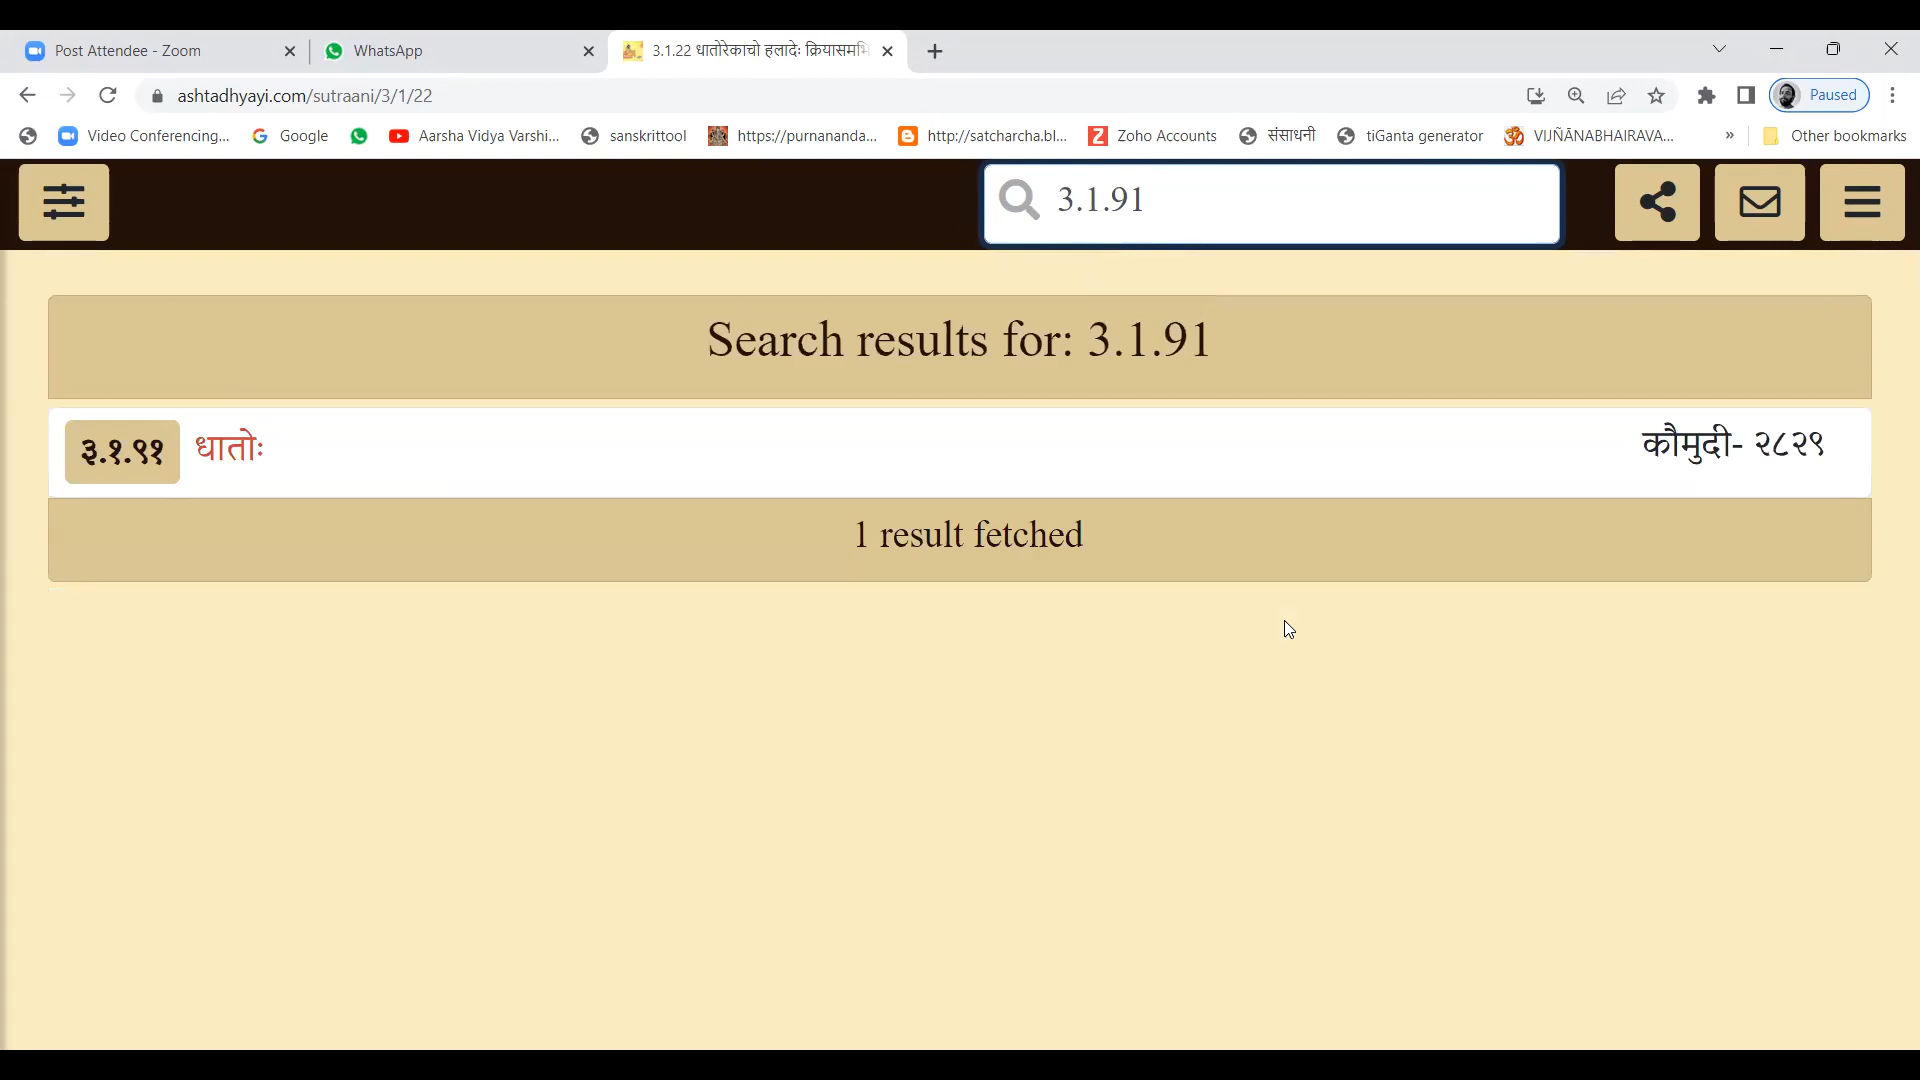 Post Attendee - Zoom
WhatsApp
3.1.22 धातोरेकाचो हलादेः क्रियासमभि
ashtadhyayi.com/sutraani/3/1/22
Paused
Video Conferencing...
Google
Aarsha Vidya Varshi...
sanskrittool
https://purnananda...
http://satcharcha.bl...
Zoho Accounts
संसाधनी
tiGanta generator
VIJÑĀNABHAIRAVA...
»
Other bookmarks
3.1.91
Search results for: 3.1.91
३.१.९१ धातोः कौमुदी- २८२९
1 result fetched